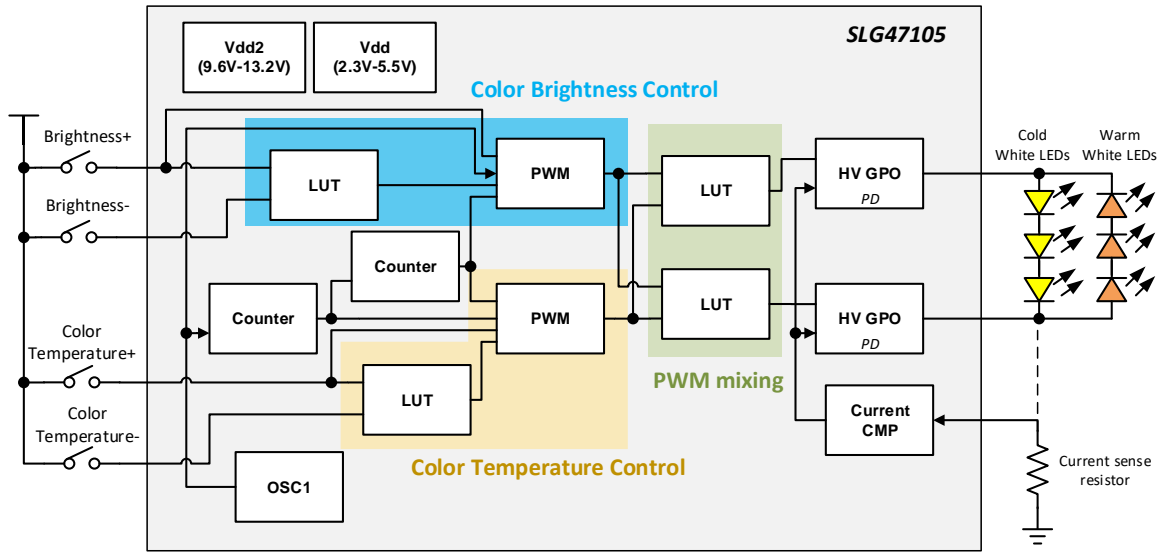 SLG47105
Vdd2
(9.6V-13.2V)
Vdd
(2.3V-5.5V)
Color Brightness Control
Brightness+
Brightness-
LUT
PWM
LUT
HV GPO
PD
Cold
White LEDs
Warm
White LEDs
Counter
Counter
PWM
LUT
HV GPO
PD
Color
Temperature+
Color
Temperature-
LUT
PWM mixing
Current
CMP
Color Temperature Control
OSC1
Current sense
resistor